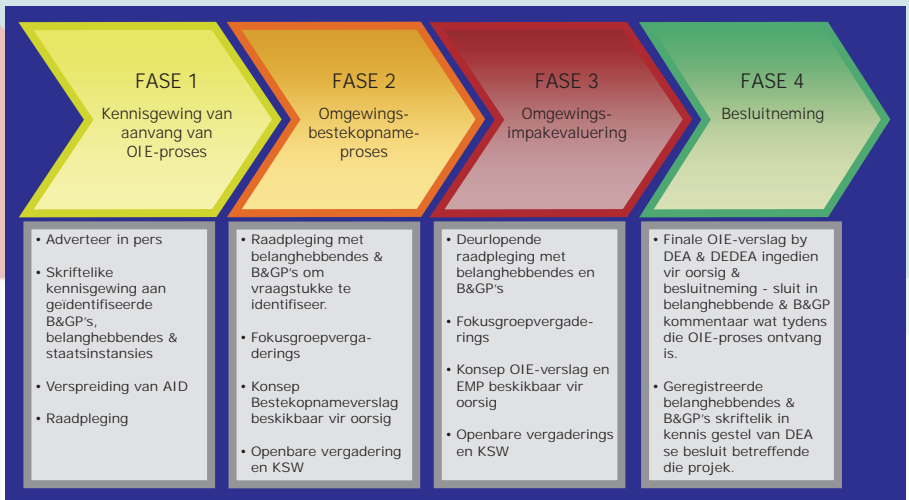 FASE 1
Kennisgewing van
aanvang van
OIE-proses
FASE 2
Omgewings-
bestekopname-
proses
FASE 3
Omgewings-
impakevaluering
FASE 4
Besluitneming
• Adverteer in pers
• Skriftelike
kennisgewing aan
geïdentifiseerde
B&GP's,
belanghebbendes &
staatsinstansies
• Verspreiding van AID
• Raadpleging
• Raadpleging met
belanghebbendes &
B&GP's om
vraagstukke te
identifiseer.
• Fokusgroepverga-
derings
• Konsep
Bestekopnameverslag
beskikbaar vir oorsig
• Openbare vergadering
en KSW
• Deurlopende
raadpleging met
belanghebbendes en
B&GP's
• Fokusgroepvergade-
rings
• Konsep OIE-verslag en
EMP beskikbaar vir
oorsig
• Openbare vergaderings
en KSW
• Finale OIE-verslag by
DEA & DEDEA ingedien
vir oorsig &
besluitneming - sluit in
belanghebbende & B&GP
kommentaar wat tydens
die OIE-proses ontvang
is.
• Geregistreerde
belanghebbendes &
B&GP's skriftelik in
kennis gestel van DEA
se besluit betreffende
die projek.